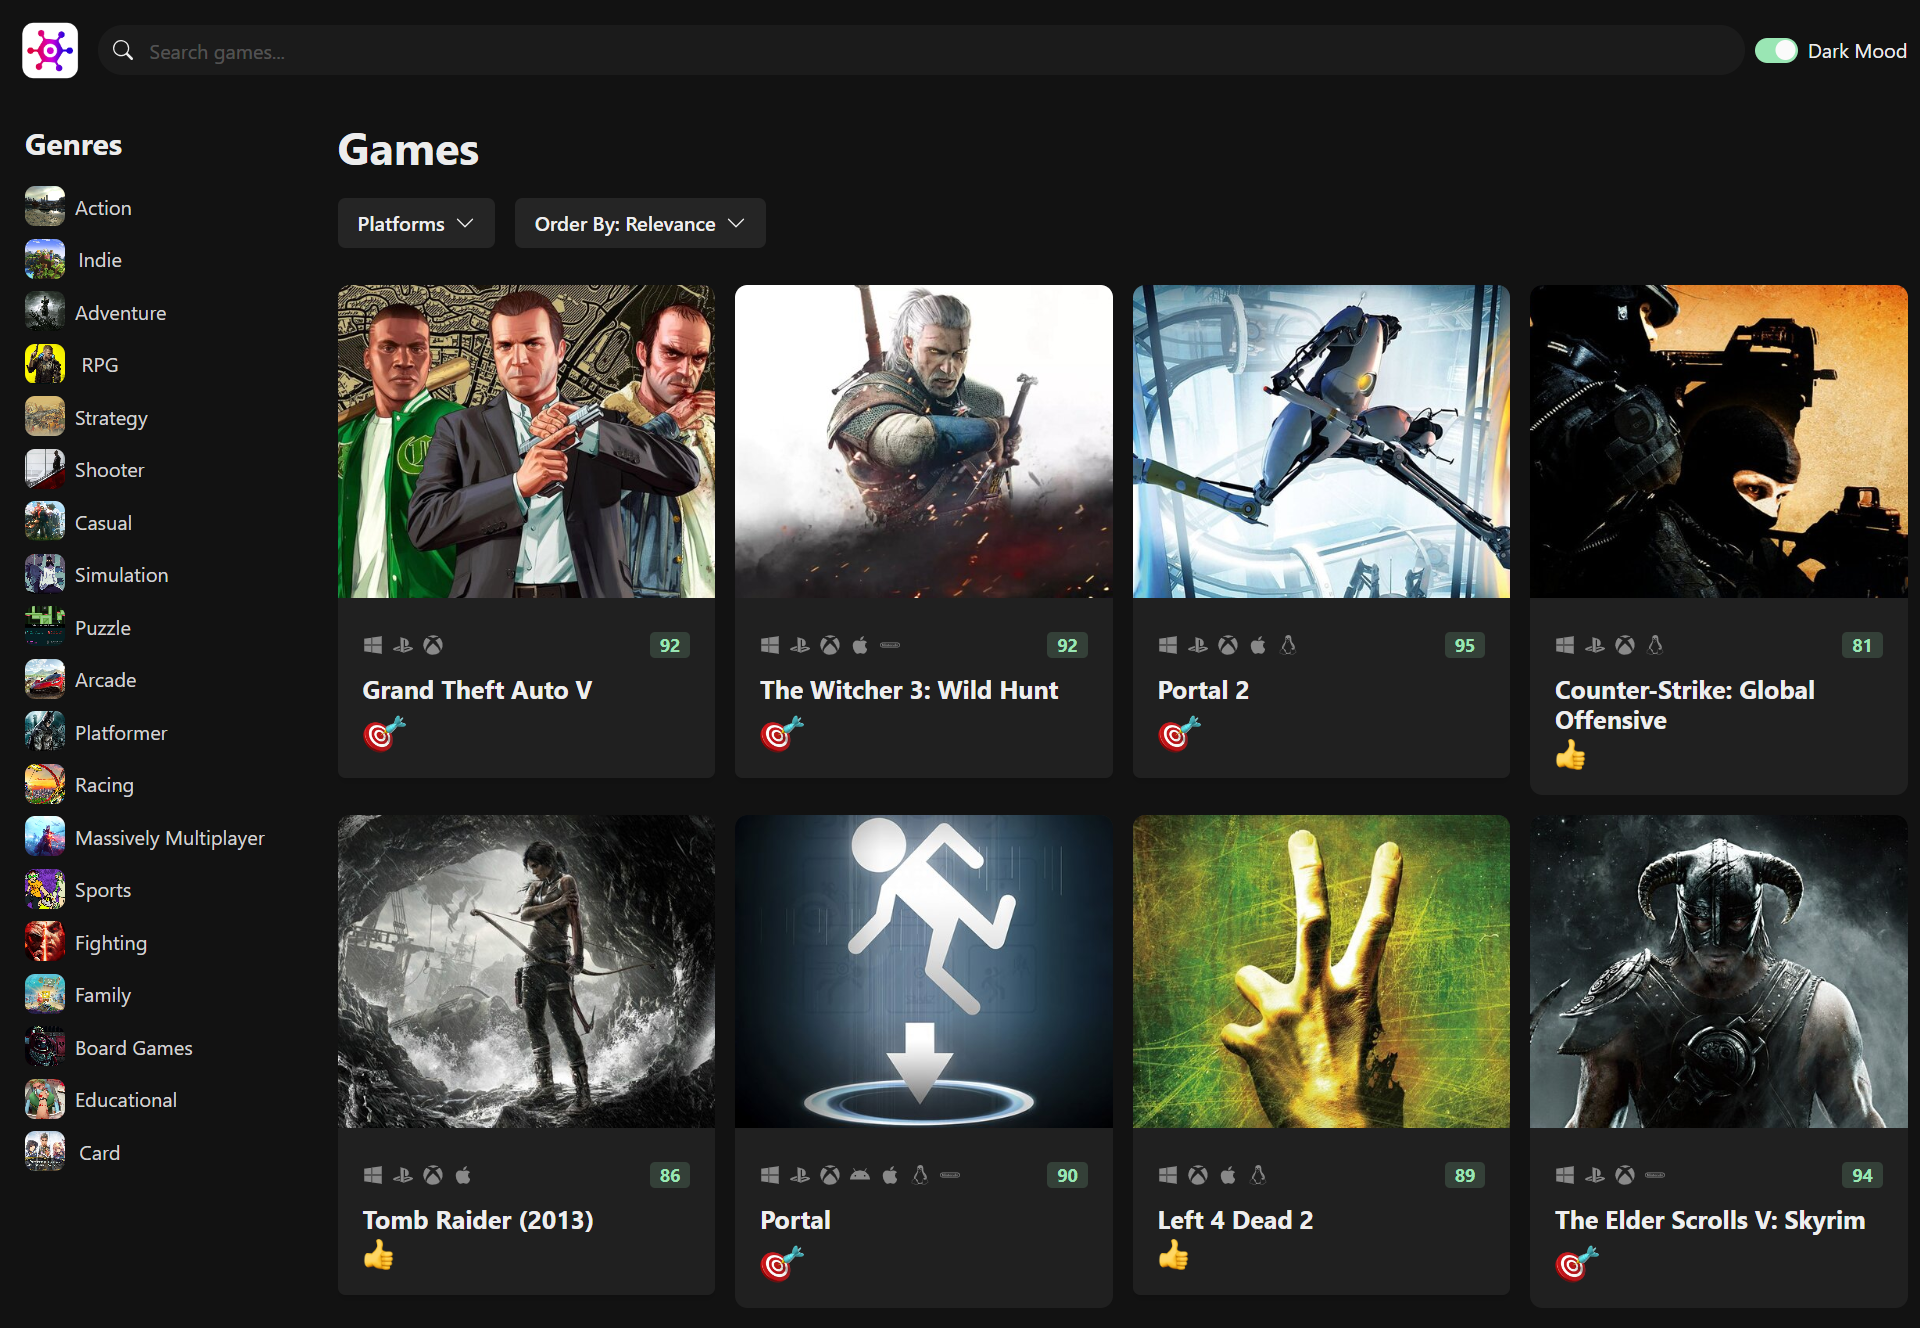 Search games...
Dark Mood
Genres
Action
Indie
Adventure
RPG
Strategy
Shooter
Casual
Simulation
Puzzle
Arcade
Platformer
Racing
Massively Multiplayer
Sports
Fighting
Family
Board Games
Educational
Card
Games
Platforms
Order By: Relevance
92
Grand Theft Auto V
92
The Witcher 3: Wild Hunt
95
Portal 2
81
Counter-Strike: Global
Offensive
86
Tomb Raider (2013)
90
Portal
89
Left 4 Dead 2
94
The Elder Scrolls V: Skyrim